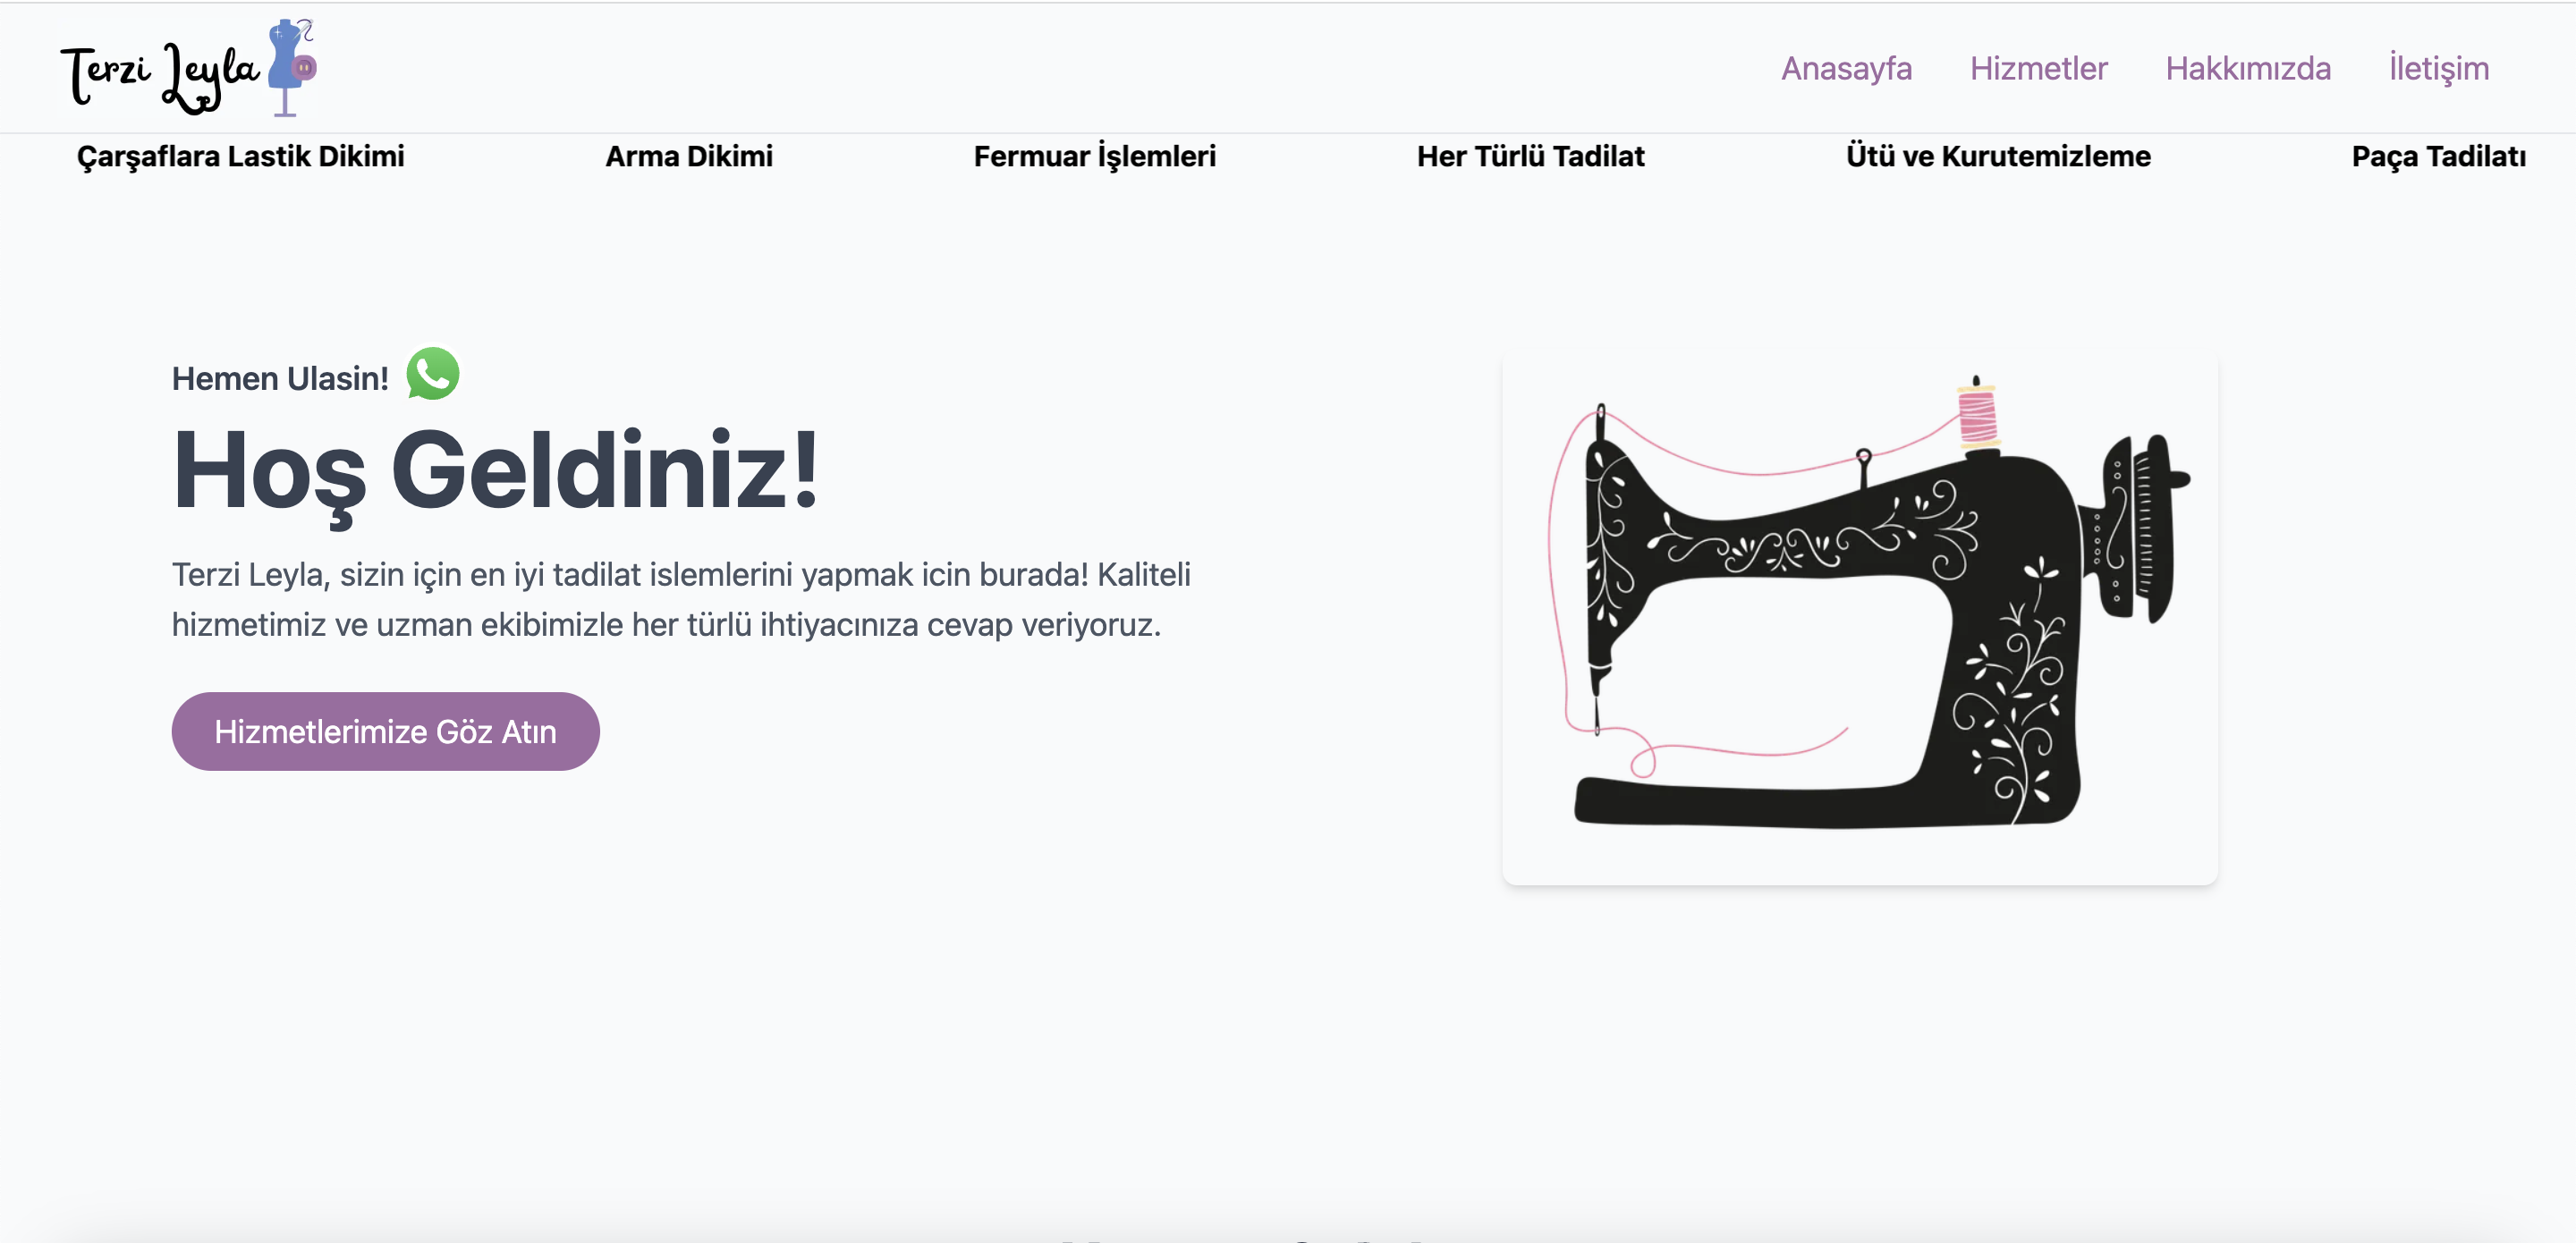 Terzi Leyla
Anasayfa Hizmetler Hakkımızda İletişim
Çarşaflara Lastik Dikimi Arma Dikimi Fermuar İşlemleri Her Türlü Tadilat Ütü ve Kurutemizleme Paça Tadilatı
Hemen Ulasin!
Hoş Geldiniz!
Terzi Leyla, sizin için en iyi tadilat islemlerini yapmak icin burada! Kaliteli
hizmetimiz ve uzman ekibimizle her türlü ihtiyacınıza cevap veriyoruz.
Hizmetlerimize Göz Atın